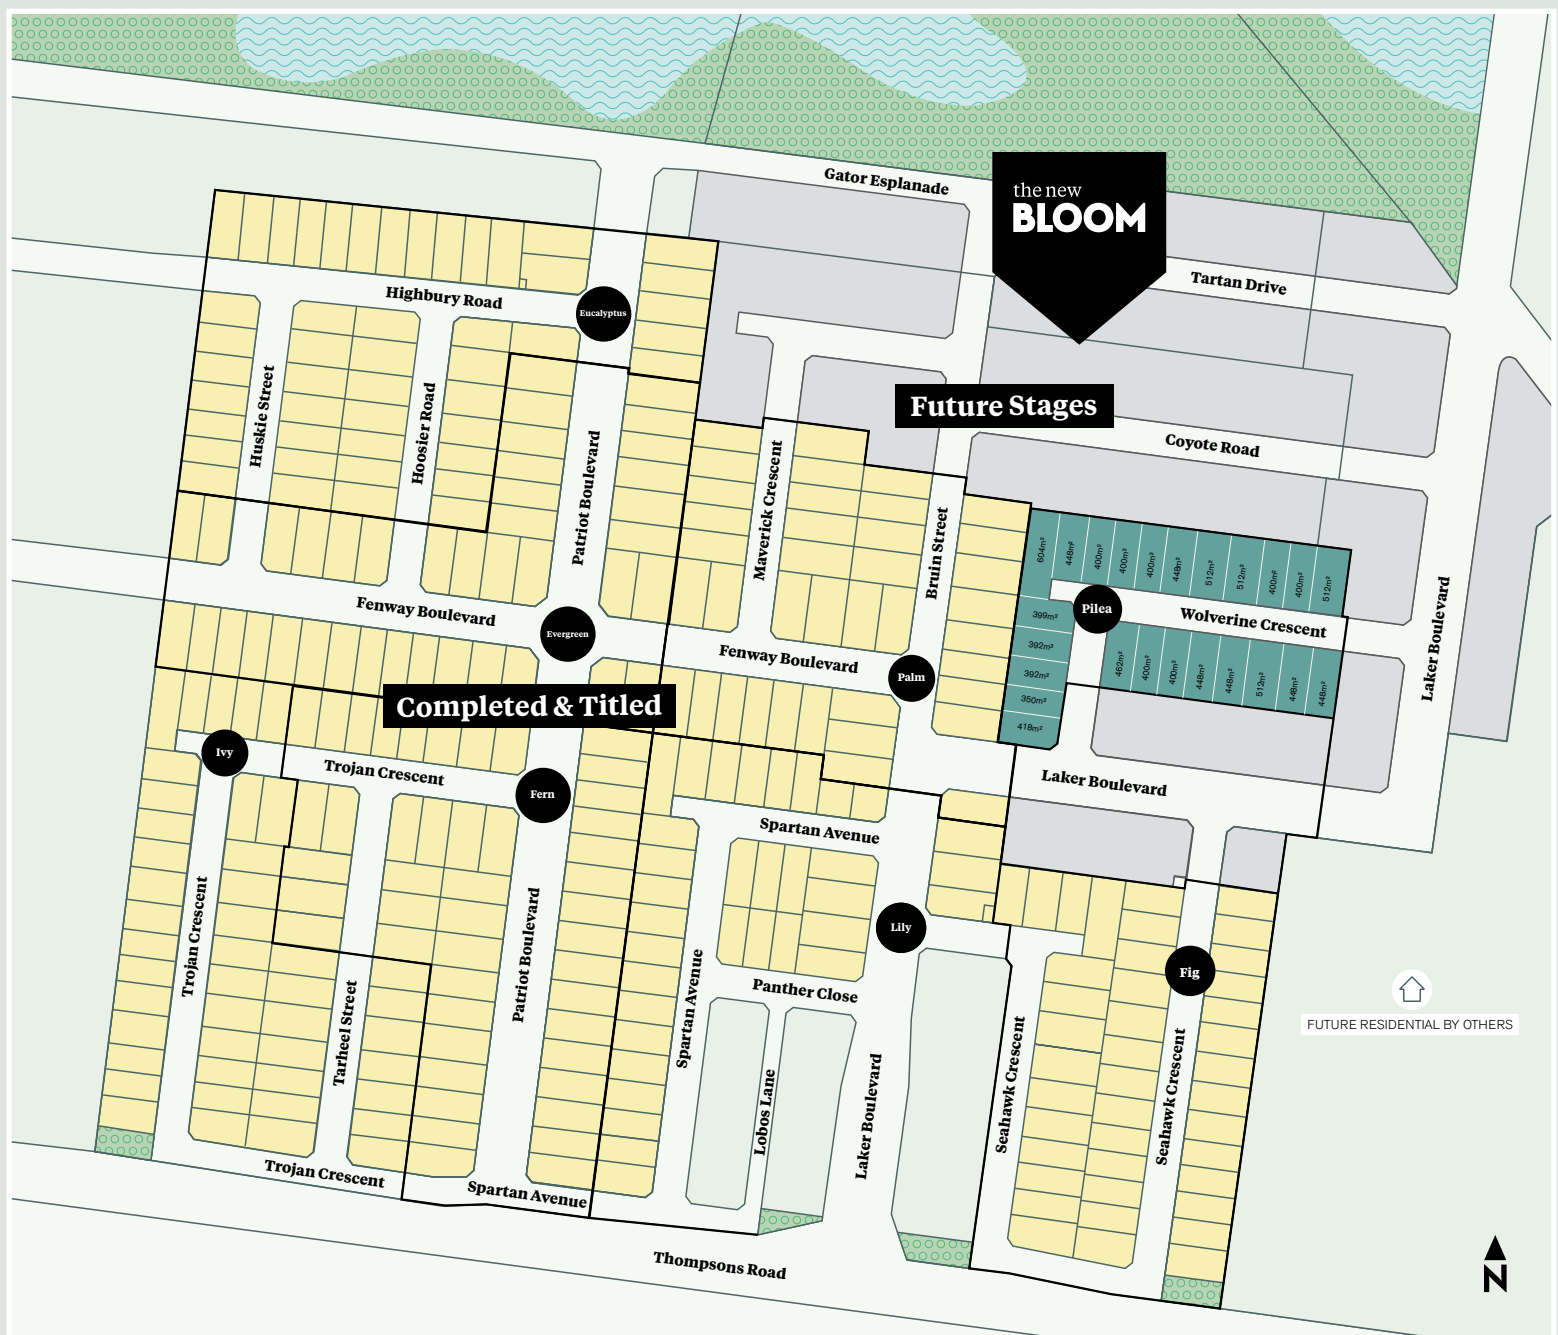 Gator Esplanade
the new
BLOOM
Tartan Drive
Highbury Road
Eucalyptus
Future Stages
Coyote Road
Huskie Street
Hoosier Road
Patriot Boulevard
Maverick Crescent
Bruin Street
604m²
448m²
400m²
400m²
400m²
448m²
512m²
512m²
400m²
400m²
512m²
Laker Boulevard
Pilea
Wolverine Crescent
399m²
392m²
392m²
350m²
418m²
462m²
400m²
400m²
448m²
448m²
512m²
448m²
448m²
Fenway Boulevard
Evergreen
Fenway Boulevard
Palm
Completed & Titled
Ivy
Trojan Crescent
Fern
Laker Boulevard
Spartan Avenue
Trojan Crescent
Patriot Boulevard
Lily
Fig
Tarheel Street
Spartan Avenue
Panther Close
Lobos Lane
Laker Boulevard
Seahawk Crescent
Seahawk Crescent
FUTURE RESIDENTIAL BY OTHERS
Trojan Crescent
Spartan Avenue
Thompsons Road
N